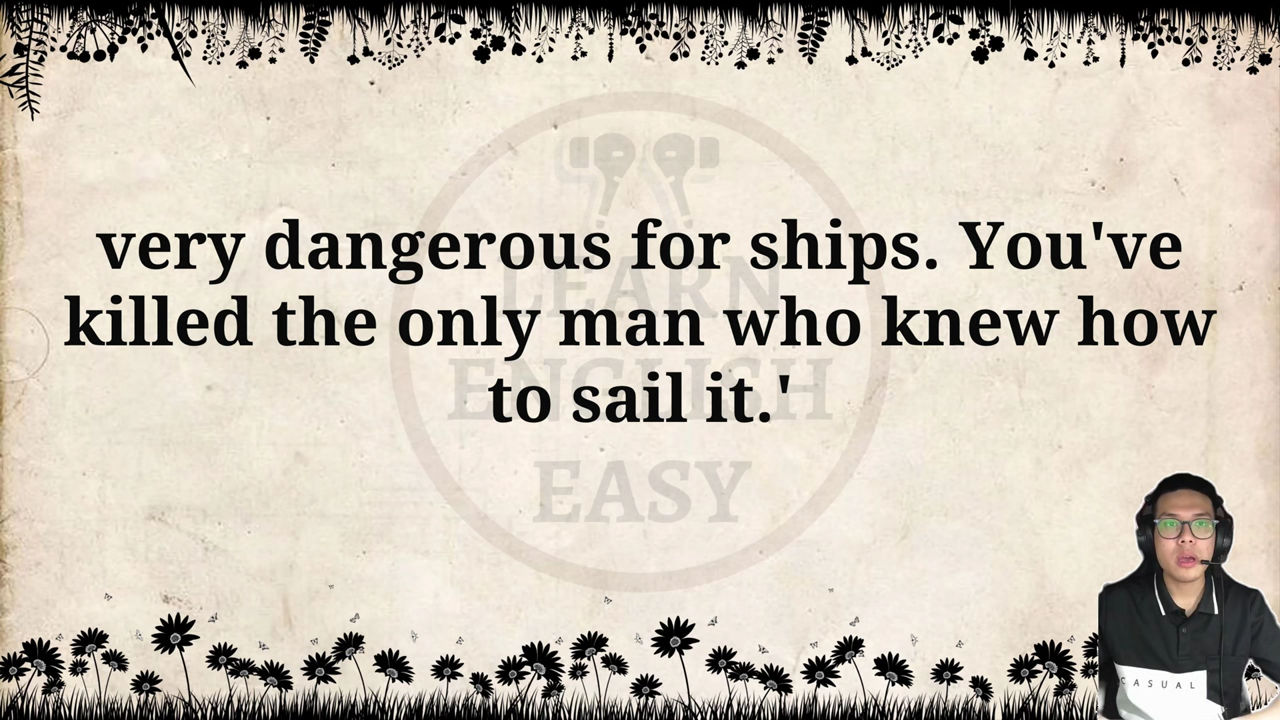 very dangerous for ships. You've
killed the only man who knew how
to sail it.'
LEARN
ENGLISH
EASY
CASUAL